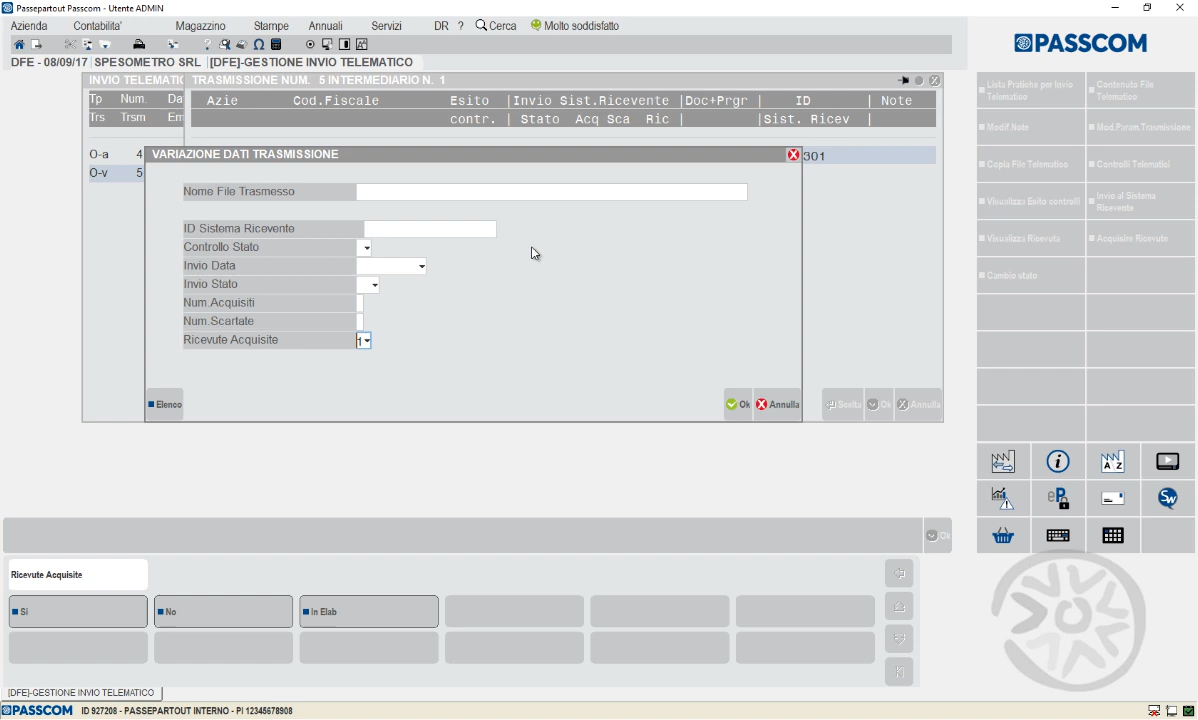 Passepartout Passcom - Utente ADMIN
Azienda Contabilita' Magazzino Stampe Annuali Servizi DR ? Cerca Molto soddisfatto
PASSCOM
DFE - 08/09/17 SPESOMETRO SRL [DFE]-GESTIONE INVIO TELEMATICO
INVIO TELEMATIC TRASMISSIONE NUM. 5 INTERMEDIARIO N. 1
Tp Num. Da Azie Cod.Fiscale Esito |Invio Sist.Ricevente |Doc+Prgr | ID | Note
Trs Trsm Em contr. | Stato Acq Sca Ric | |Sist. Ricev |
O-a 4
O-v 5
301
VARIAZIONE DATI TRASMISSIONE
Nome File Trasmesso
ID Sistema Ricevente
Controllo Stato
Invio Data
Invio Stato
Num.Acquisiti
Num.Scartate
Ricevute Acquisite 1
Elenco Ok Annulla Scelta Ok Annulla
Lista Pratiche per Invio Telematico
Contenuto File Telematico
Modif.Note
Mod.Param.Trasmissione
Copia File Telematico
Controlli Telematici
Visualizza Esito controlli
Invio al Sistema Ricevente
Visualizza Ricevuta
Acquisire Ricevute
Cambio stato
A Z
eP
Sw
Ok
Ricevute Acquisite
Si No In Elab
[DFE]-GESTIONE INVIO TELEMATICO
PASSCOM ID 927208 - PASSEPARTOUT INTERNO - PI 12345678908